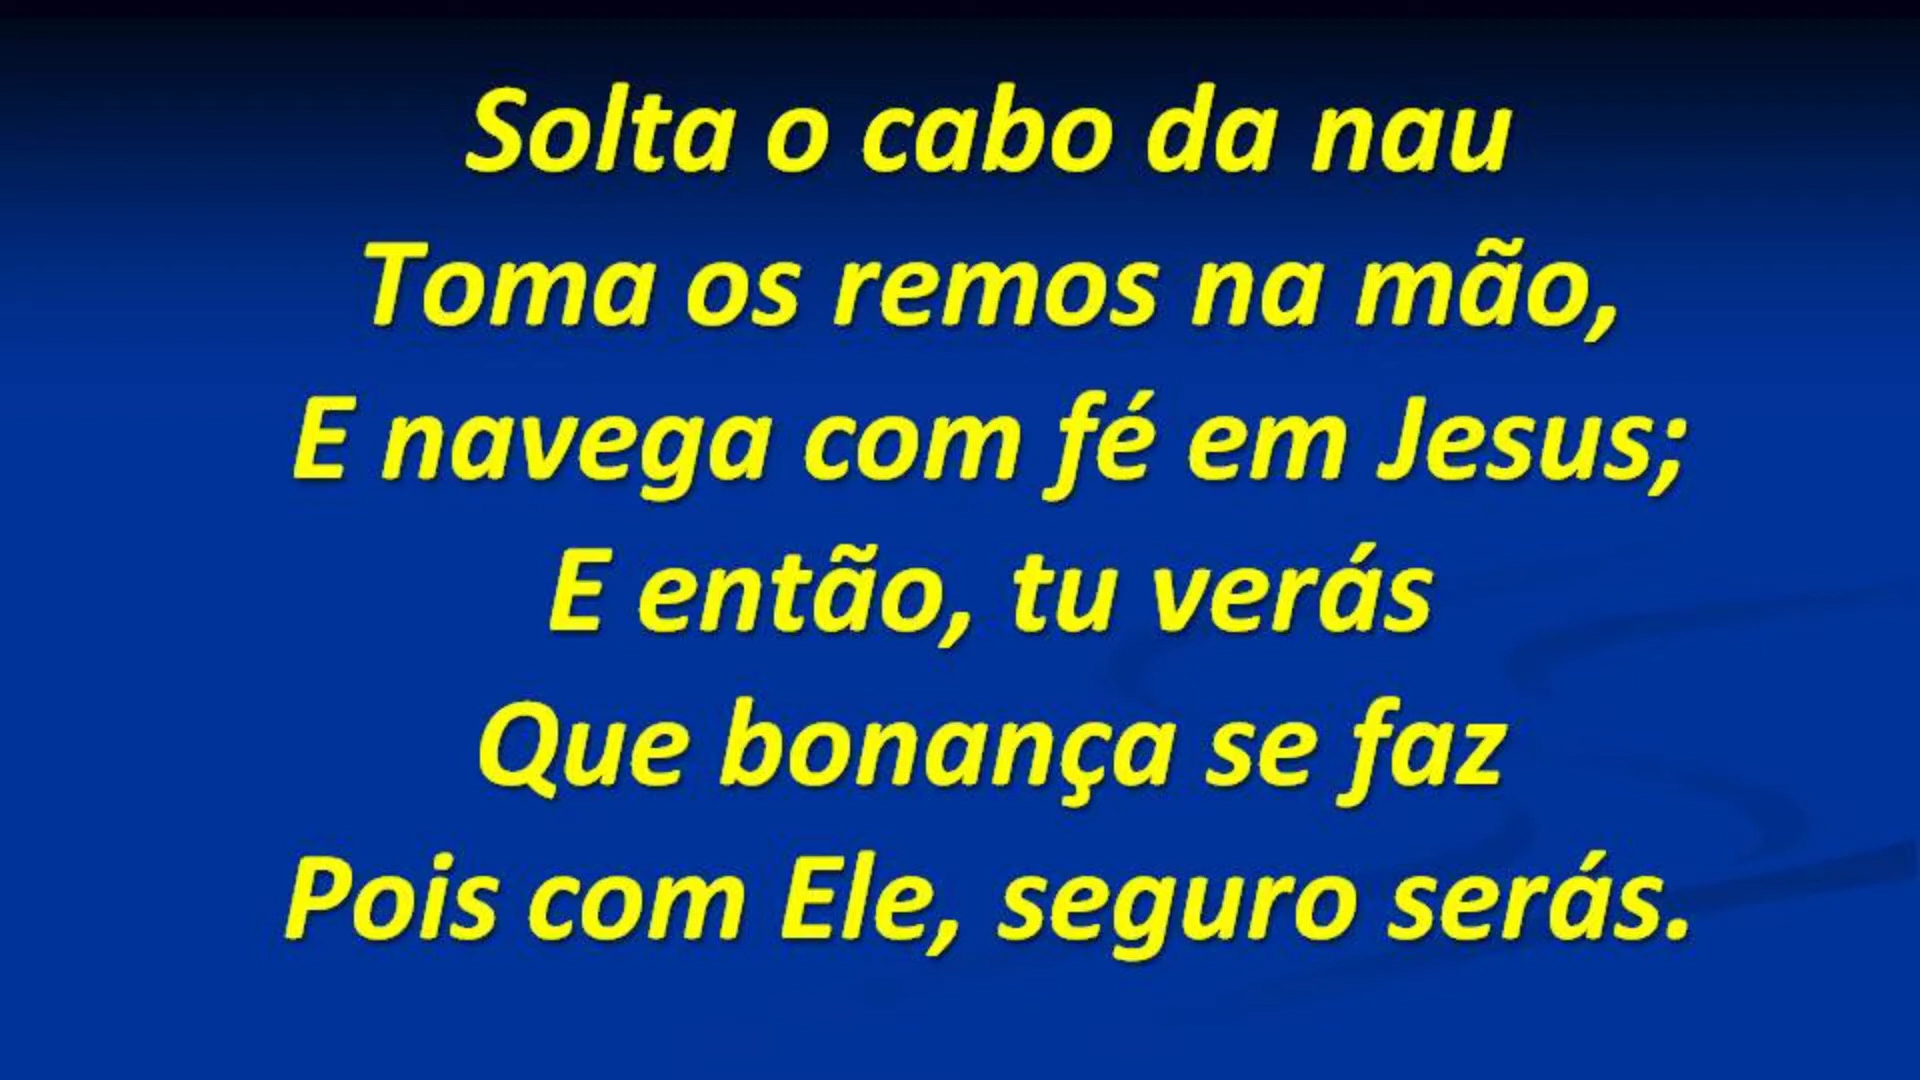 Solta o cabo da nau
Toma os remos na mão,
E navega com fé em Jesus;
E então, tu verás
Que bonança se faz
Pois com Ele, seguro serás.